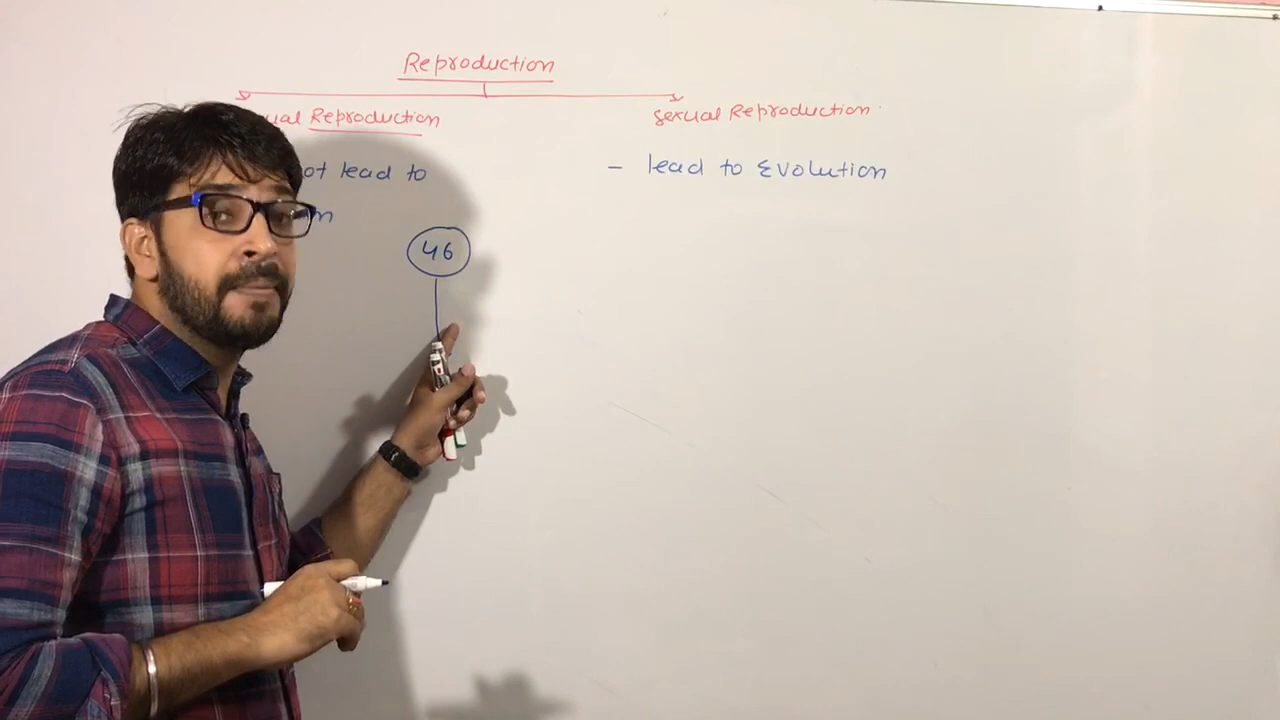 Reproduction
ual Reproduction
Sexual Reproduction
ot lead to
- lead to Evolution
n
46